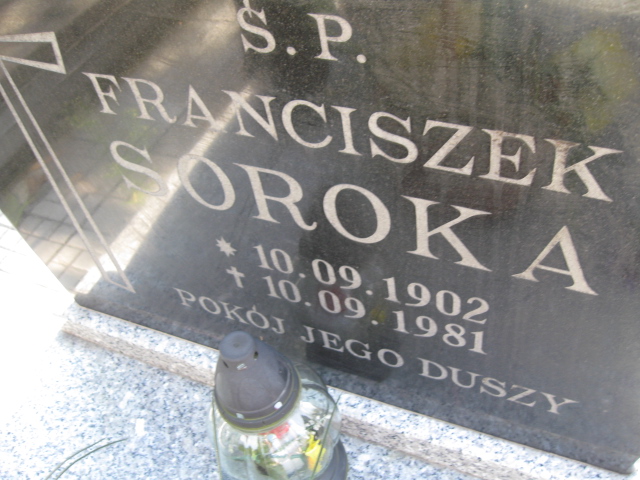 Ś.P.
FRANCISZEK
SOROKA
* 10.09.1902
† 10.09.1981
POKÓJ JEGO DUSZY